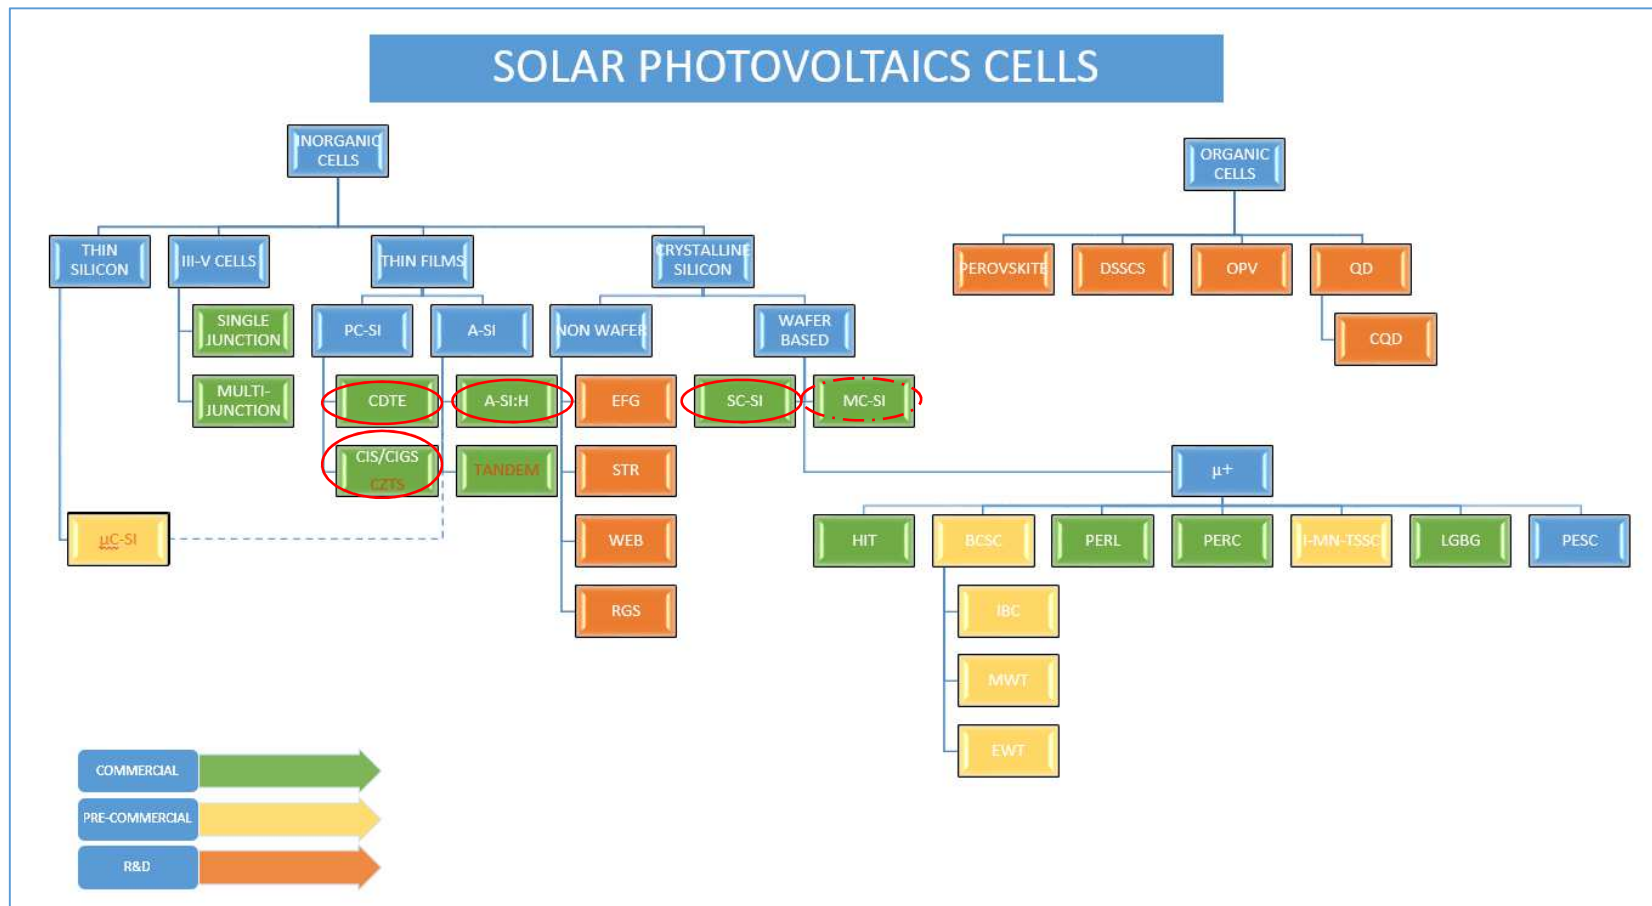 SOLAR PHOTOVOLTAICS CELLS
INORGANIC
CELLS
ORGANIC
CELLS
THIN
SILICON
III-V CELLS
THIN FILMS
CRYSTALLINE
SILICON
PEROVSKITE
DSSCS
OPV
QD
SINGLE
JUNCTION
PC-SI
A-SI
NON WAFER
WAFER
BASED
CQD
MULTI-
JUNCTION
CDTE
A-SI:H
EFG
SC-SI
MC-SI
CIS/CIGS
CZTS
TANDEM
STR
µ+
µC-SI
WEB
HIT
BCSC
PERL
PERC
I-MN-TSSC
LGBG
PESC
RGS
IBC
MWT
EWT
COMMERCIAL
PRE-COMMERCIAL
R&D